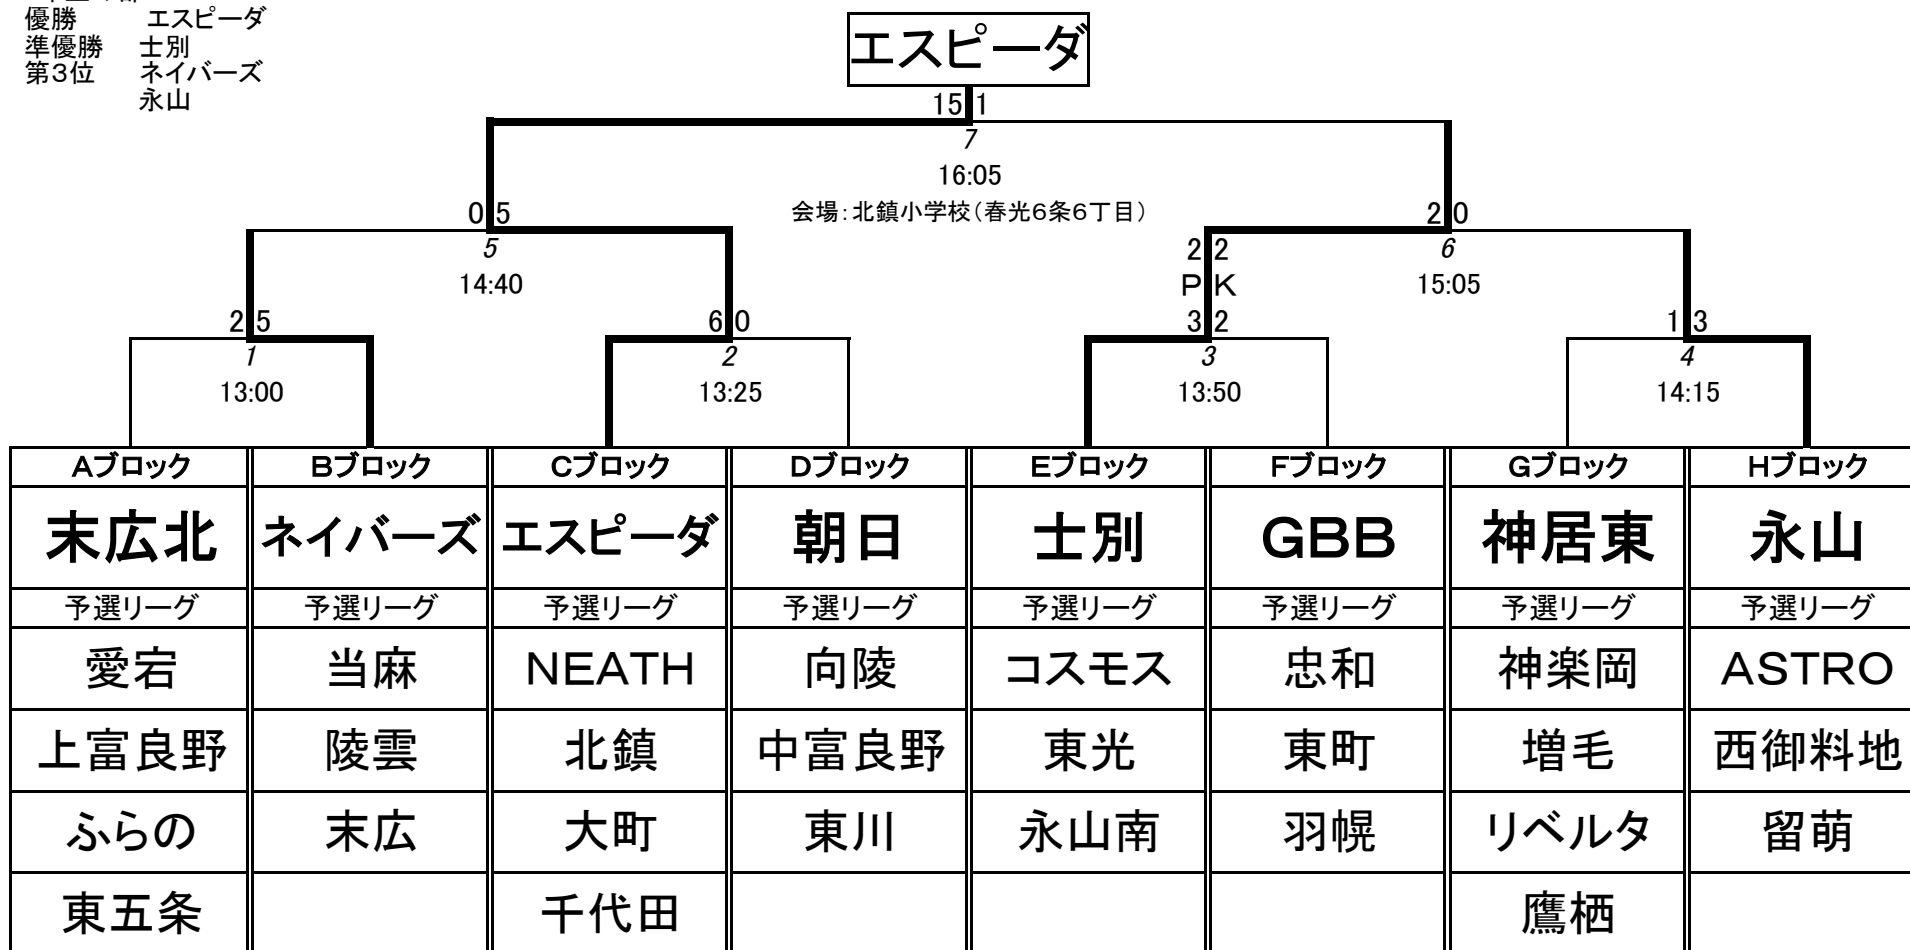 優勝 エスピーダ
準優勝 士別
第3位 ネイバーズ
永山
エスピーダ
15 1
7
16:05
会場：北鎮小学校（春光6条6丁目）
0 5
5
14:40
2 0
6
15:05
2 2
PK
3 2
3
13:50
2 5
1
13:00
6 0
2
13:25
1 3
4
14:15
Aブロック Bブロック Cブロック Dブロック Eブロック Fブロック Gブロック Hブロック
末広北 ネイバーズ エスピーダ 朝日 士別 GBB 神居東 永山
予選リーグ 予選リーグ 予選リーグ 予選リーグ 予選リーグ 予選リーグ 予選リーグ 予選リーグ
愛宕 当麻 NEATH 向陵 コスモス 忠和 神楽岡 ASTRO
上富良野 陵雲 北鎮 中富良野 東光 東町 増毛 西御料地
ふらの 末広 大町 東川 永山南 羽幌 リベルタ 留萌
東五条 千代田 鷹栖